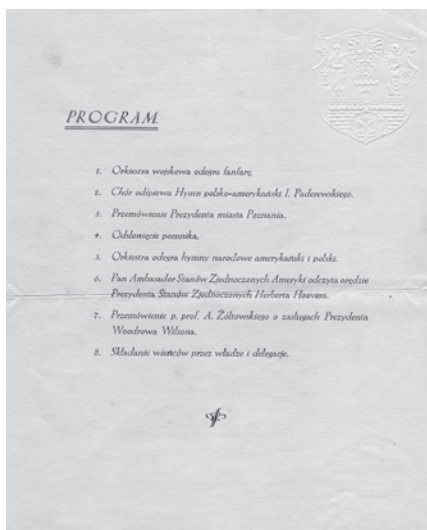 PROGRAM
1. Orkiestra wojskowa odegra fanfarę.
2. Chór odśpiewa Hymn polsko-amerykański I. Paderewskiego.
3. Przemówienie Prezydenta miasta Poznania.
4. Odsłonięcie pomnika.
5. Orkiestra odegra hymny narodowe amerykański i polski.
6. Pan Ambasador Stanów Zjednoczonych Ameryki odczyta orędzie
Prezydenta Stanów Zjednoczonych Herberta Hoovera.
7. Przemówienie p. prof. A. Żółtowskiego o zasługach Prezydenta
Woodrowa Wilsona.
8. Składanie wieńców przez władze i delegacje.